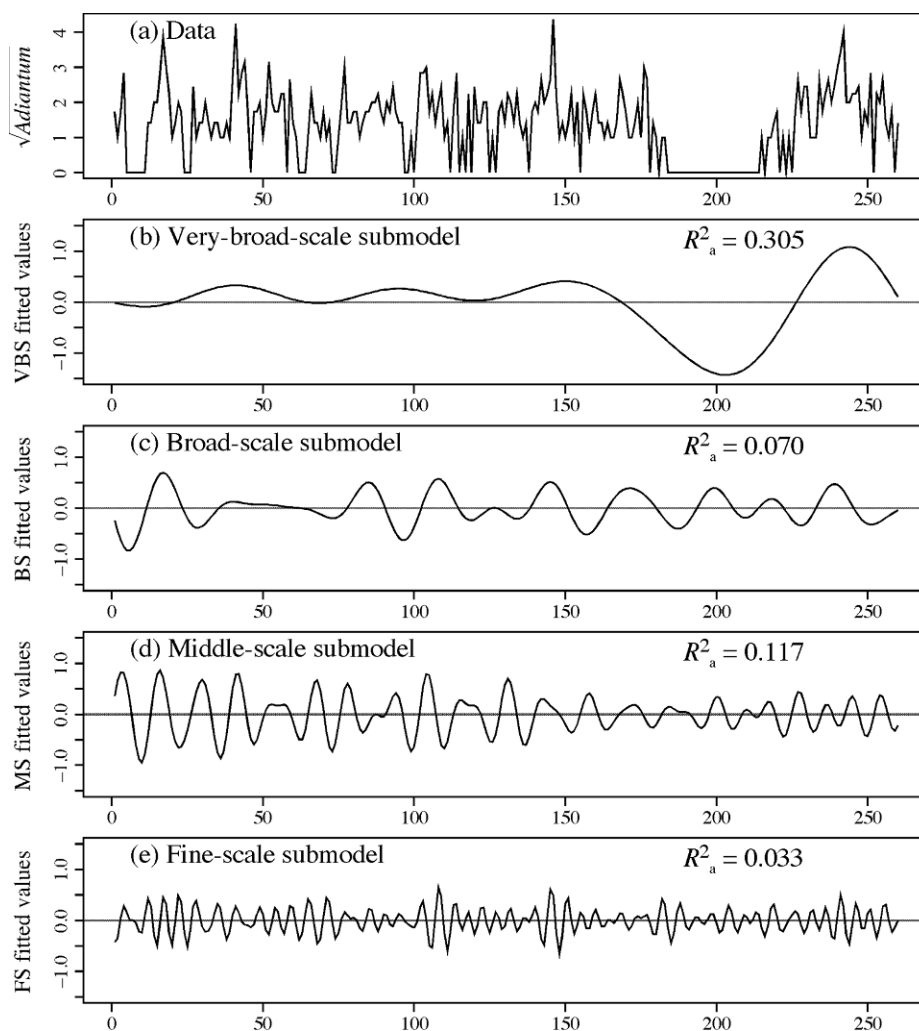 (a) Data
√Adiantum
4
3
2
1
0
0 50 100 150 200 250
(b) Very-broad-scale submodel R²a = 0.305
VBS fitted values
1.0
0.0
−1.0
0 50 100 150 200 250
(c) Broad-scale submodel R²a = 0.070
BS fitted values
1.0
0.0
−1.0
0 50 100 150 200 250
(d) Middle-scale submodel R²a = 0.117
MS fitted values
1.0
0.0
−1.0
0 50 100 150 200 250
(e) Fine-scale submodel R²a = 0.033
FS fitted values
1.0
0.0
−1.0
0 50 100 150 200 250